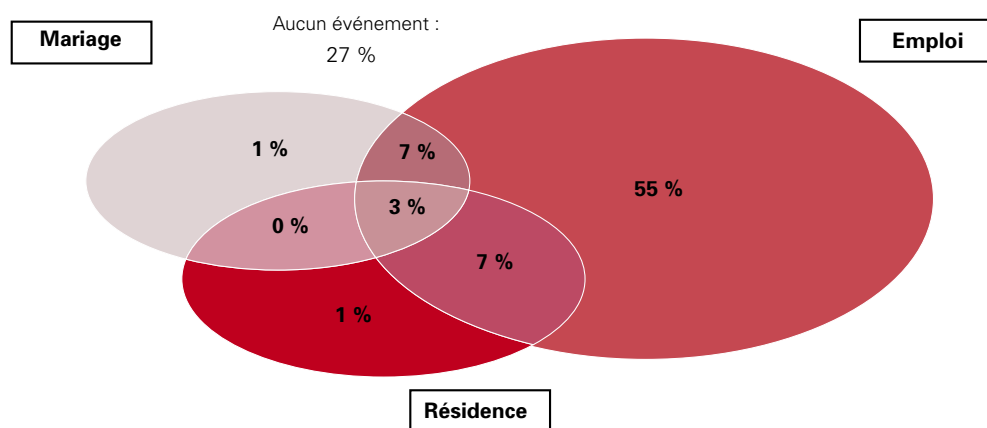 Aucun événement :
27 %
Mariage
Emploi
1 %
7 %
55 %
3 %
0 %
7 %
1 %
Résidence